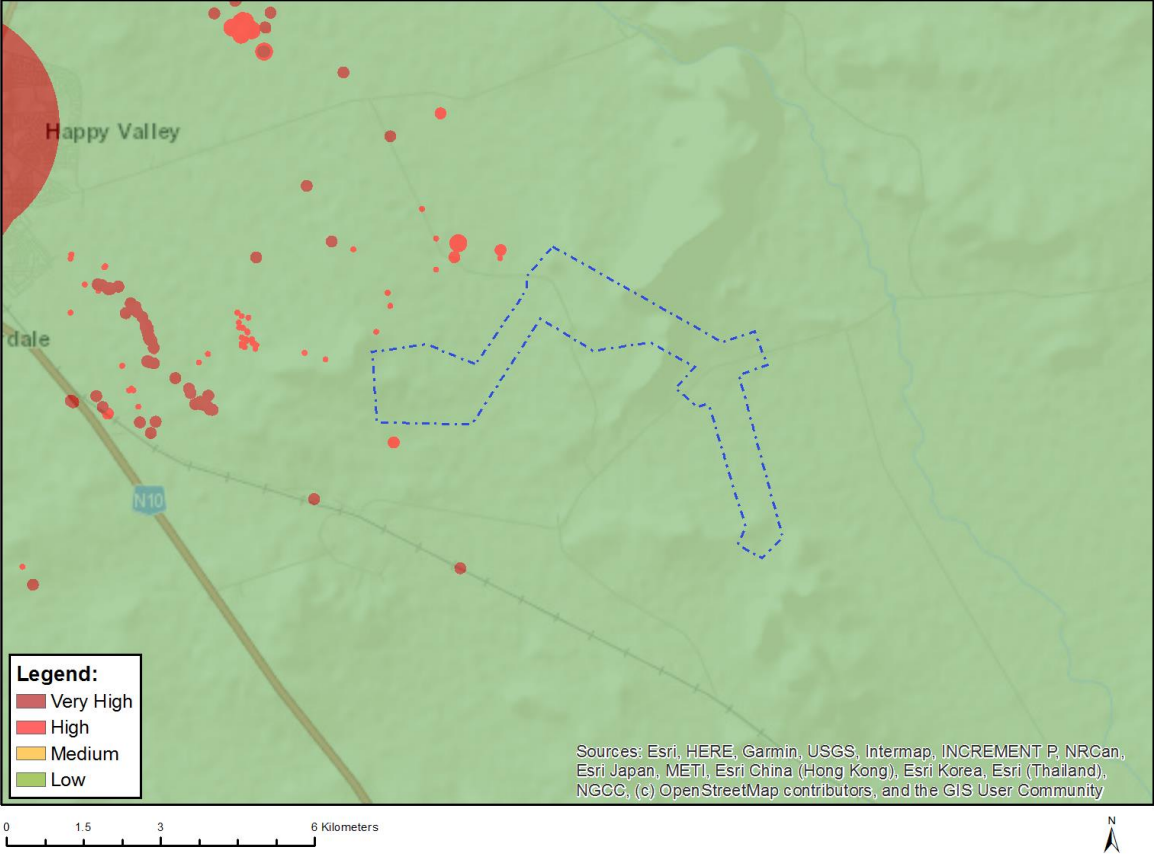 Happy Valley
dale
N10
Legend:
Very High
High
Medium
Low
Sources: Esri, HERE, Garmin, USGS, Intermap, INCREMENT P, NRCan,
Esri Japan, METI, Esri China (Hong Kong), Esri Korea, Esri (Thailand),
NGCC, (c) OpenStreetMap contributors, and the GIS User Community
0 1.5 3 6 Kilometers
N